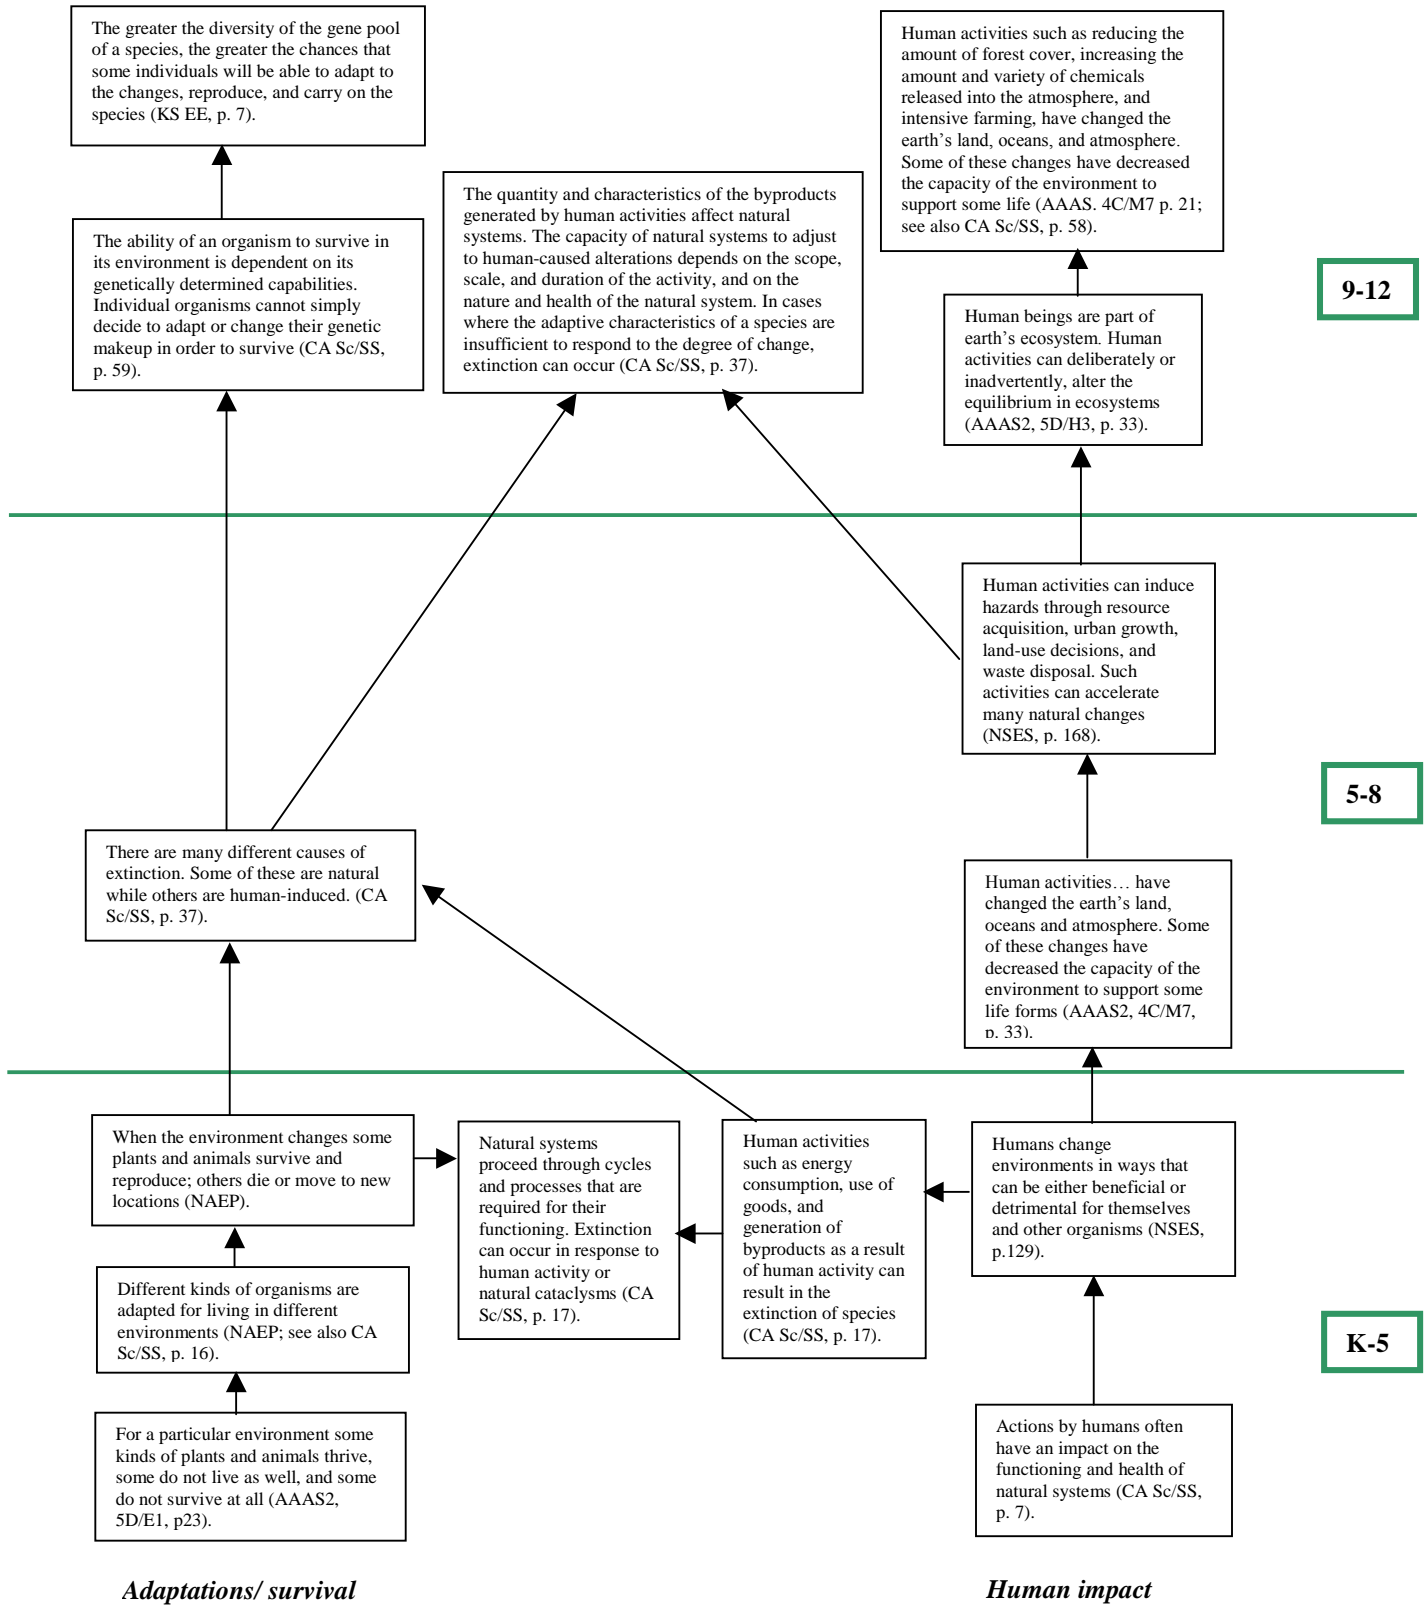 The greater the diversity of the gene pool
of a species, the greater the chances that
some individuals will be able to adapt to
the changes, reproduce, and carry on the
species (KS EE, p. 7).
Human activities such as reducing the
amount of forest cover, increasing the
amount and variety of chemicals
released into the atmosphere, and
intensive farming, have changed the
earth’s land, oceans, and atmosphere.
Some of these changes have decreased
the capacity of the environment to
support some life (AAAS. 4C/M7 p. 21;
see also CA Sc/SS, p. 58).
The quantity and characteristics of the byproducts
generated by human activities affect natural
systems. The capacity of natural systems to adjust
to human-caused alterations depends on the scope,
scale, and duration of the activity, and on the
nature and health of the natural system. In cases
where the adaptive characteristics of a species are
insufficient to respond to the degree of change,
extinction can occur (CA Sc/SS, p. 37).
The ability of an organism to survive in
its environment is dependent on its
genetically determined capabilities.
Individual organisms cannot simply
decide to adapt or change their genetic
makeup in order to survive (CA Sc/SS,
p. 59).
9-12
Human beings are part of
earth’s ecosystem. Human
activities can deliberately or
inadvertently, alter the
equilibrium in ecosystems
(AAAS2, 5D/H3, p. 33).
Human activities can induce
hazards through resource
acquisition, urban growth,
land-use decisions, and
waste disposal. Such
activities can accelerate
many natural changes
(NSES, p. 168).
5-8
There are many different causes of
extinction. Some of these are natural
while others are human-induced. (CA
Sc/SS, p. 37).
Human activities… have
changed the earth’s land,
oceans and atmosphere. Some
of these changes have
decreased the capacity of the
environment to support some
life forms (AAAS2, 4C/M7,
p. 33).
When the environment changes some
plants and animals survive and
reproduce; others die or move to new
locations (NAEP).
Natural systems
proceed through cycles
and processes that are
required for their
functioning. Extinction
can occur in response to
human activity or
natural cataclysms (CA
Sc/SS, p. 17).
Human activities
such as energy
consumption, use of
goods, and
generation of
byproducts as a result
of human activity can
result in the
extinction of species
(CA Sc/SS, p. 17).
Humans change
environments in ways that
can be either beneficial or
detrimental for themselves
and other organisms (NSES,
p.129).
Different kinds of organisms are
adapted for living in different
environments (NAEP; see also CA
Sc/SS, p. 16).
K-5
For a particular environment some
kinds of plants and animals thrive,
some do not live as well, and some
do not survive at all (AAAS2,
5D/E1, p23).
Actions by humans often
have an impact on the
functioning and health of
natural systems (CA Sc/SS,
p. 7).
Adaptations/ survival
Human impact